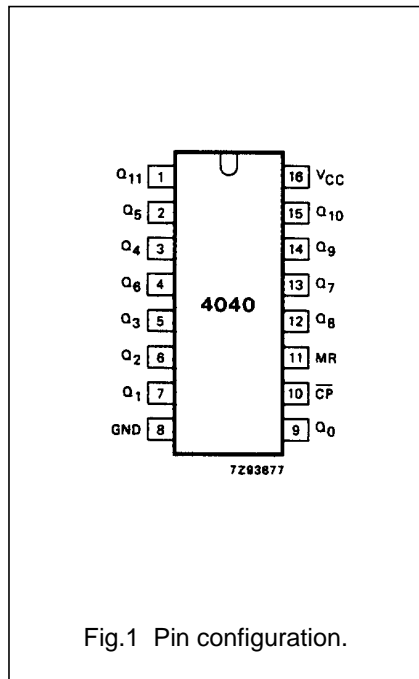 Q11 1 16 VCC
Q5 2 15 Q10
Q4 3 14 Q9
Q6 4 13 Q7
4040
Q3 5 12 Q8
Q2 6 11 MR
Q1 7 10 C̅P̅
GND 8 9 Q0
7Z93677
Fig.1 Pin configuration.